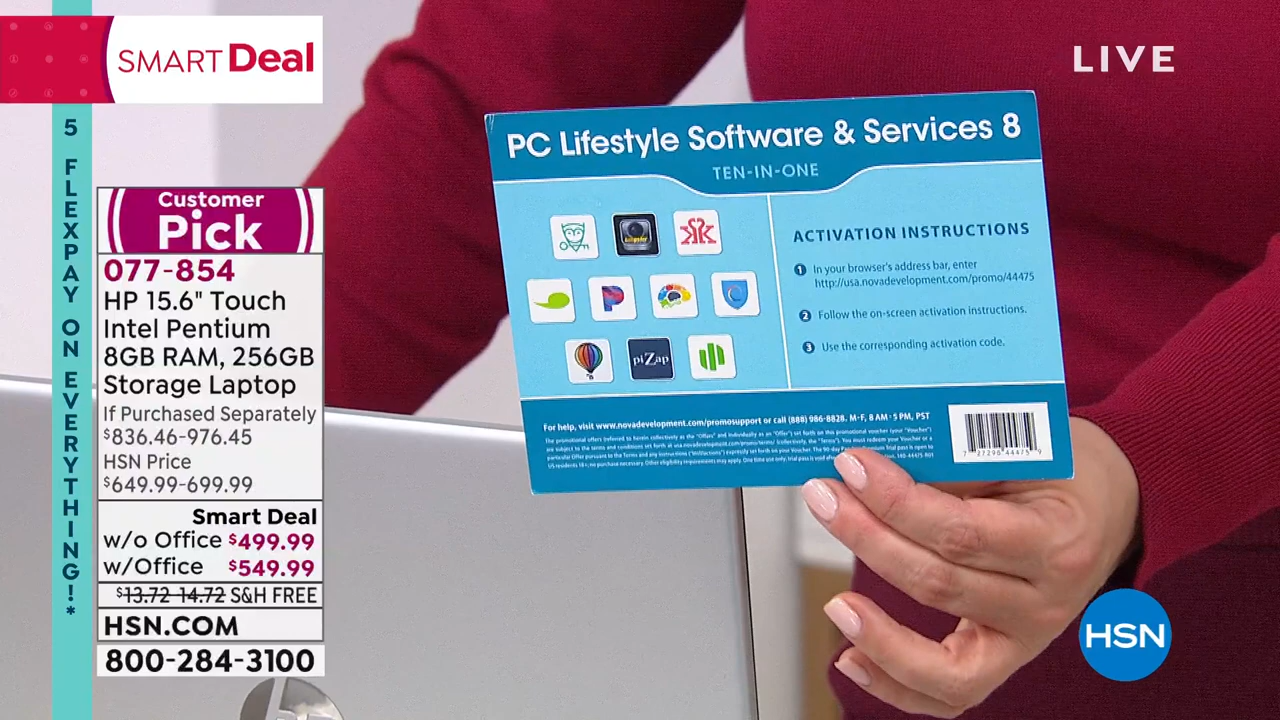 SMART Deal
LIVE
5 FLEXPAY ON EVERYTHING!*
Customer
Pick
077-854
HP 15.6" Touch
Intel Pentium
8GB RAM, 256GB
Storage Laptop
If Purchased Separately
$836.46-976.45
HSN Price
$649.99-699.99
Smart Deal
w/o Office $499.99
w/Office $549.99
$13.72-14.72 S&H FREE
HSN.COM
800-284-3100
PC Lifestyle Software & Services 8
TEN-IN-ONE
piZap
ACTIVATION INSTRUCTIONS
1 In your browser's address bar, enter
http://usa.novadevelopment.com/promo/44475
2 Follow the on-screen activation instructions.
3 Use the corresponding activation code.
For help, visit www.novadevelopment.com/promosupport or call (888) 986-8828. M-F, 8 AM - 5 PM, PST
7 27298 44475 9
HSN